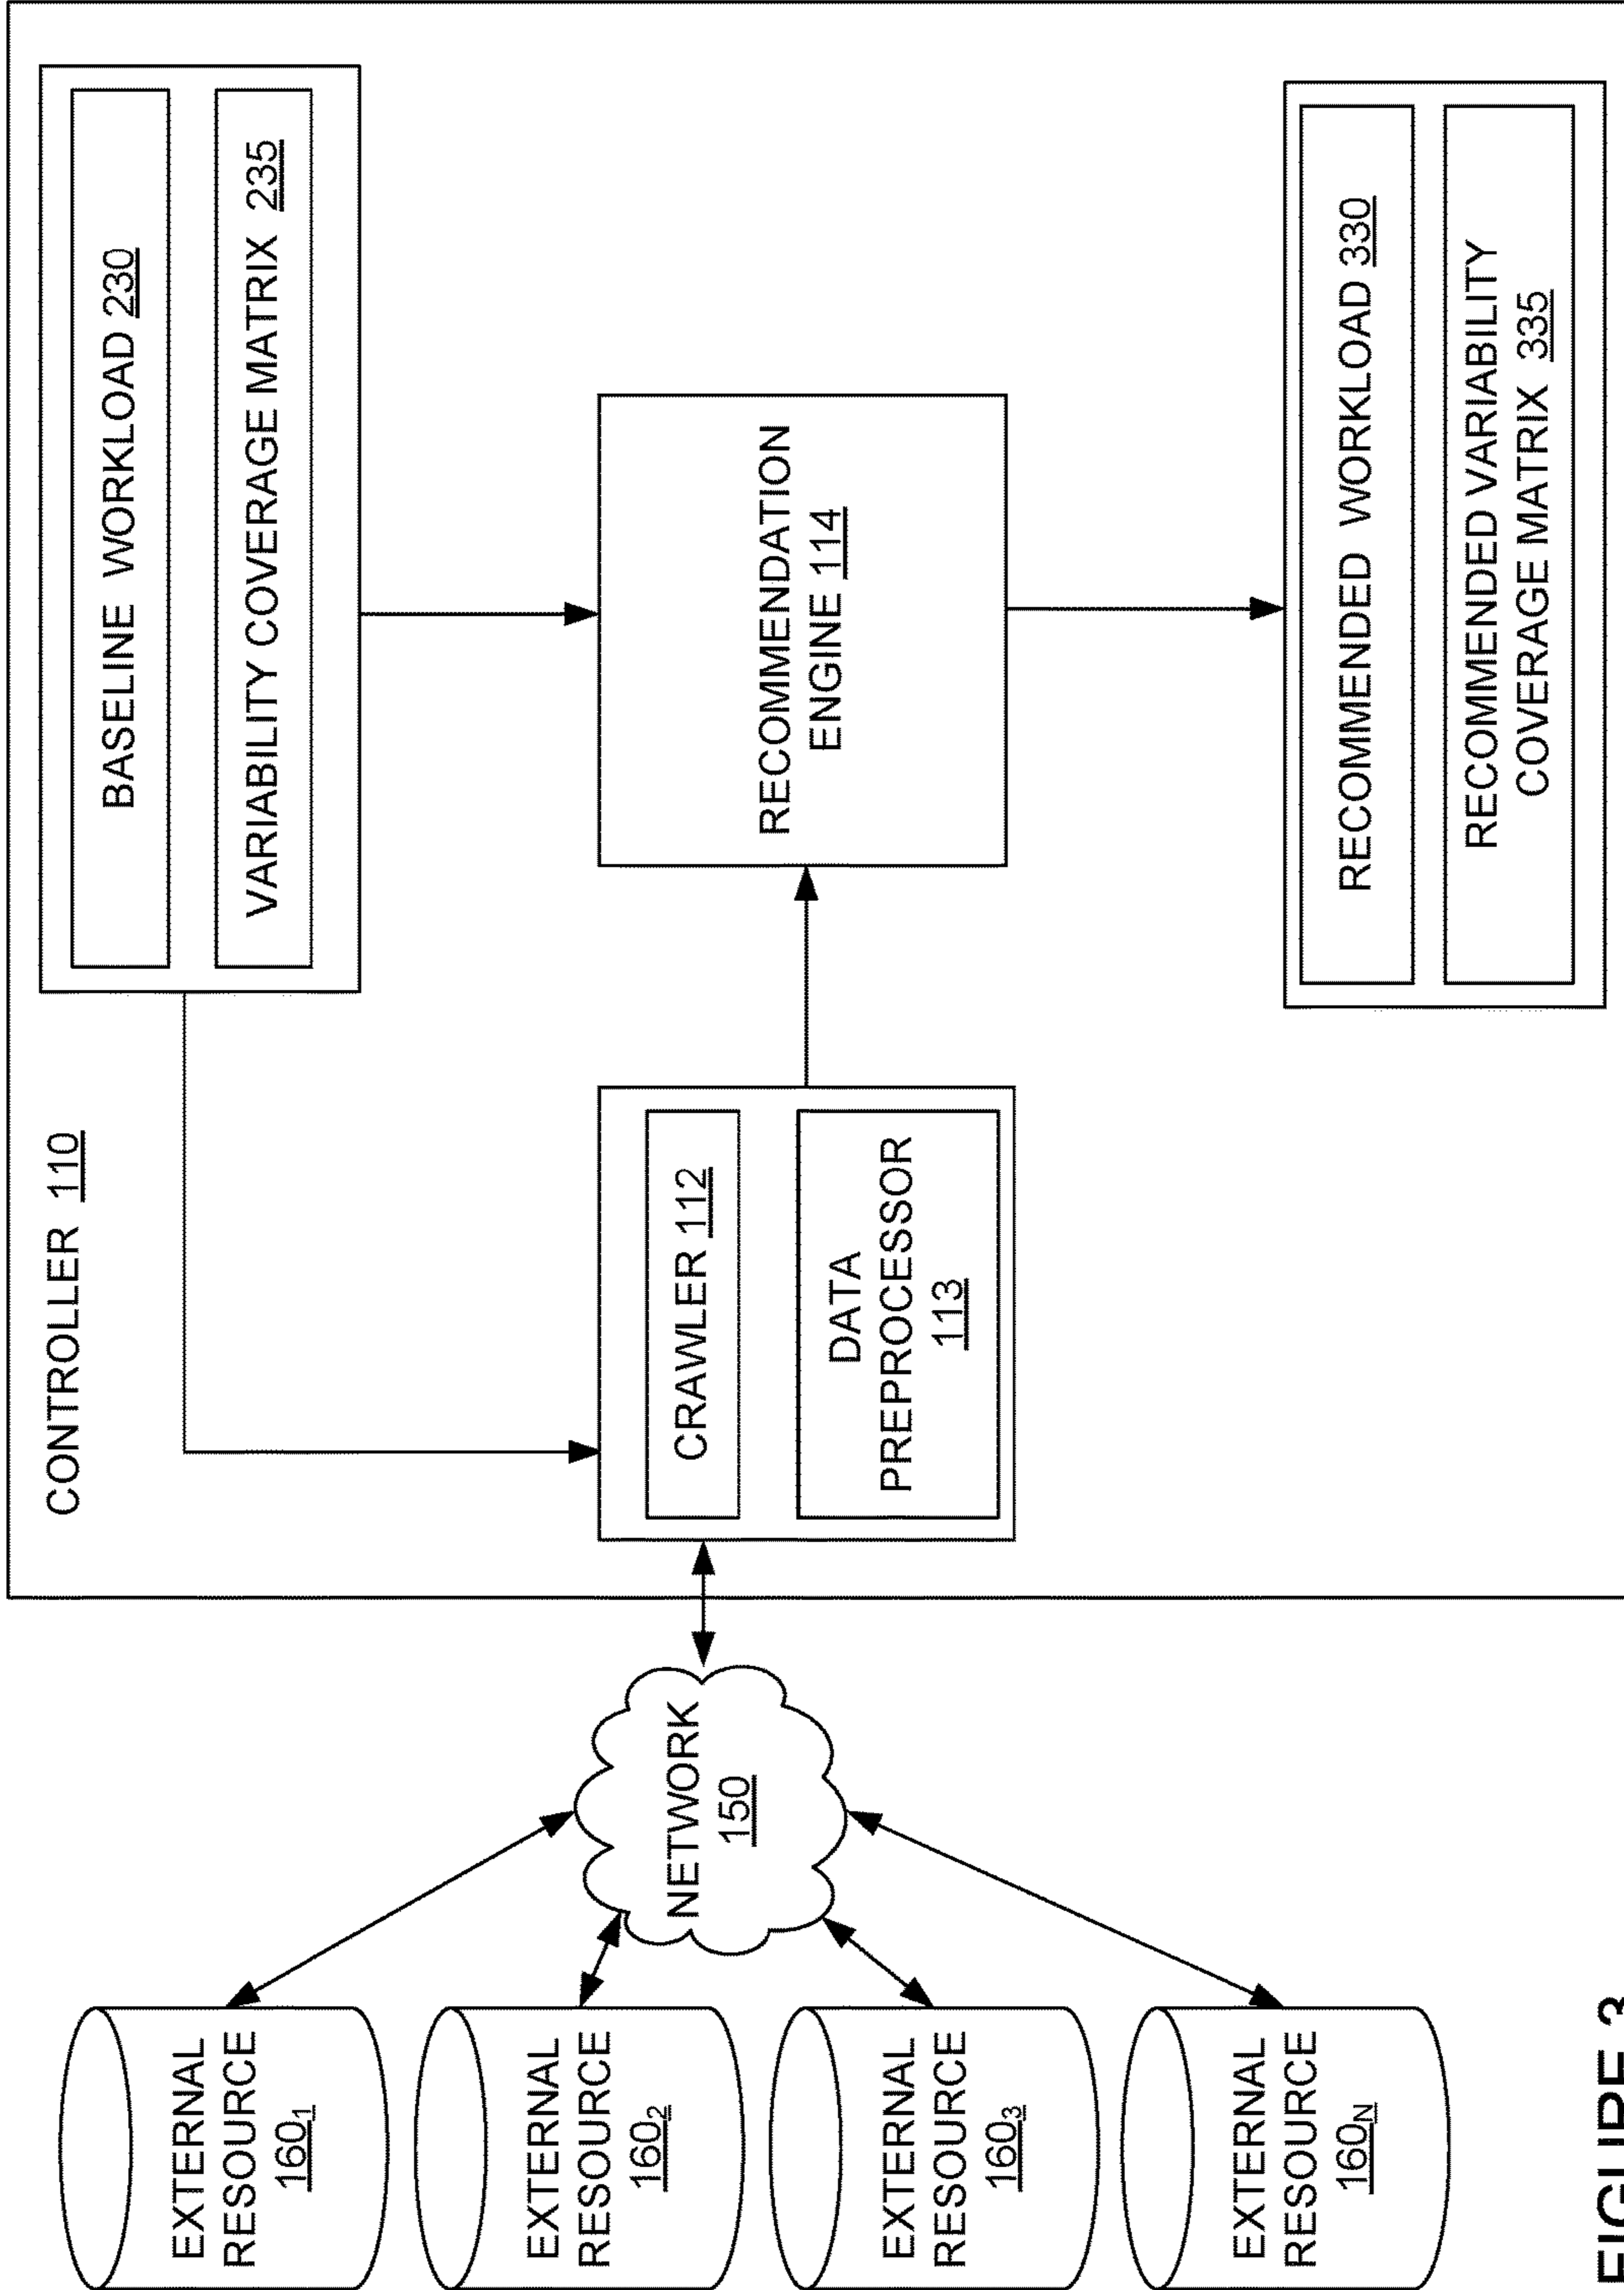 CONTROLLER 110
BASELINE WORKLOAD 230
VARIABILITY COVERAGE MATRIX 235
EXTERNAL
RESOURCE
160₁
EXTERNAL
RESOURCE
160₂
EXTERNAL
RESOURCE
160₃
EXTERNAL
RESOURCE
160N
NETWORK
150
CRAWLER 112
DATA
PREPROCESSOR
113
RECOMMENDATION
ENGINE 114
RECOMMENDED WORKLOAD 330
RECOMMENDED VARIABILITY
COVERAGE MATRIX 335
FIGURE 3